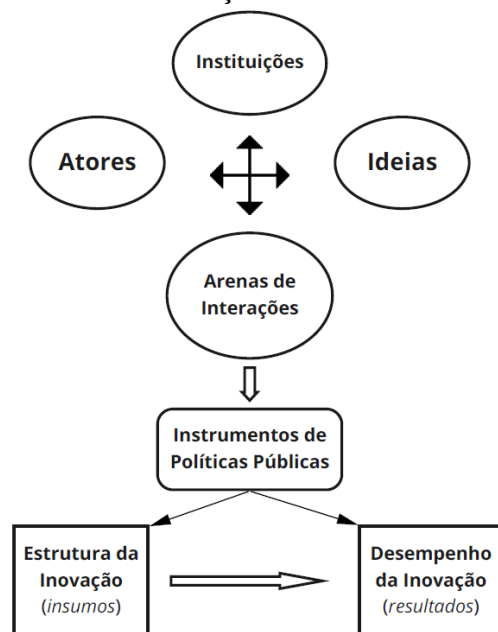 Instituições
Atores
Ideias
Arenas de
Interações
Instrumentos de
Políticas Públicas
Estrutura da
Inovação
(insumos)
Desempenho
da Inovação
(resultados)